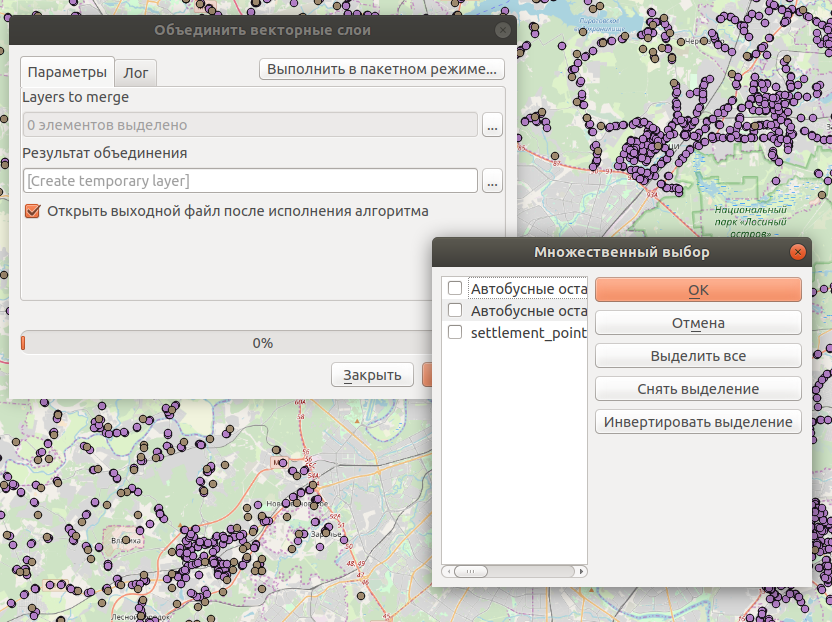 Объединить векторные слои
Параметры
Лог
Выполнить в пакетном режиме...
Layers to merge
0 элементов выделено
...
Результат объединения
[Create temporary layer]
...
Открыть выходной файл после исполнения алгоритма
0%
Закрыть
Множественный выбор
Автобусные оста
Автобусные оста
settlement_point
OK
Отмена
Выделить все
Снять выделение
Инвертировать выделение
Национальный
парк «Лосиный
остров»